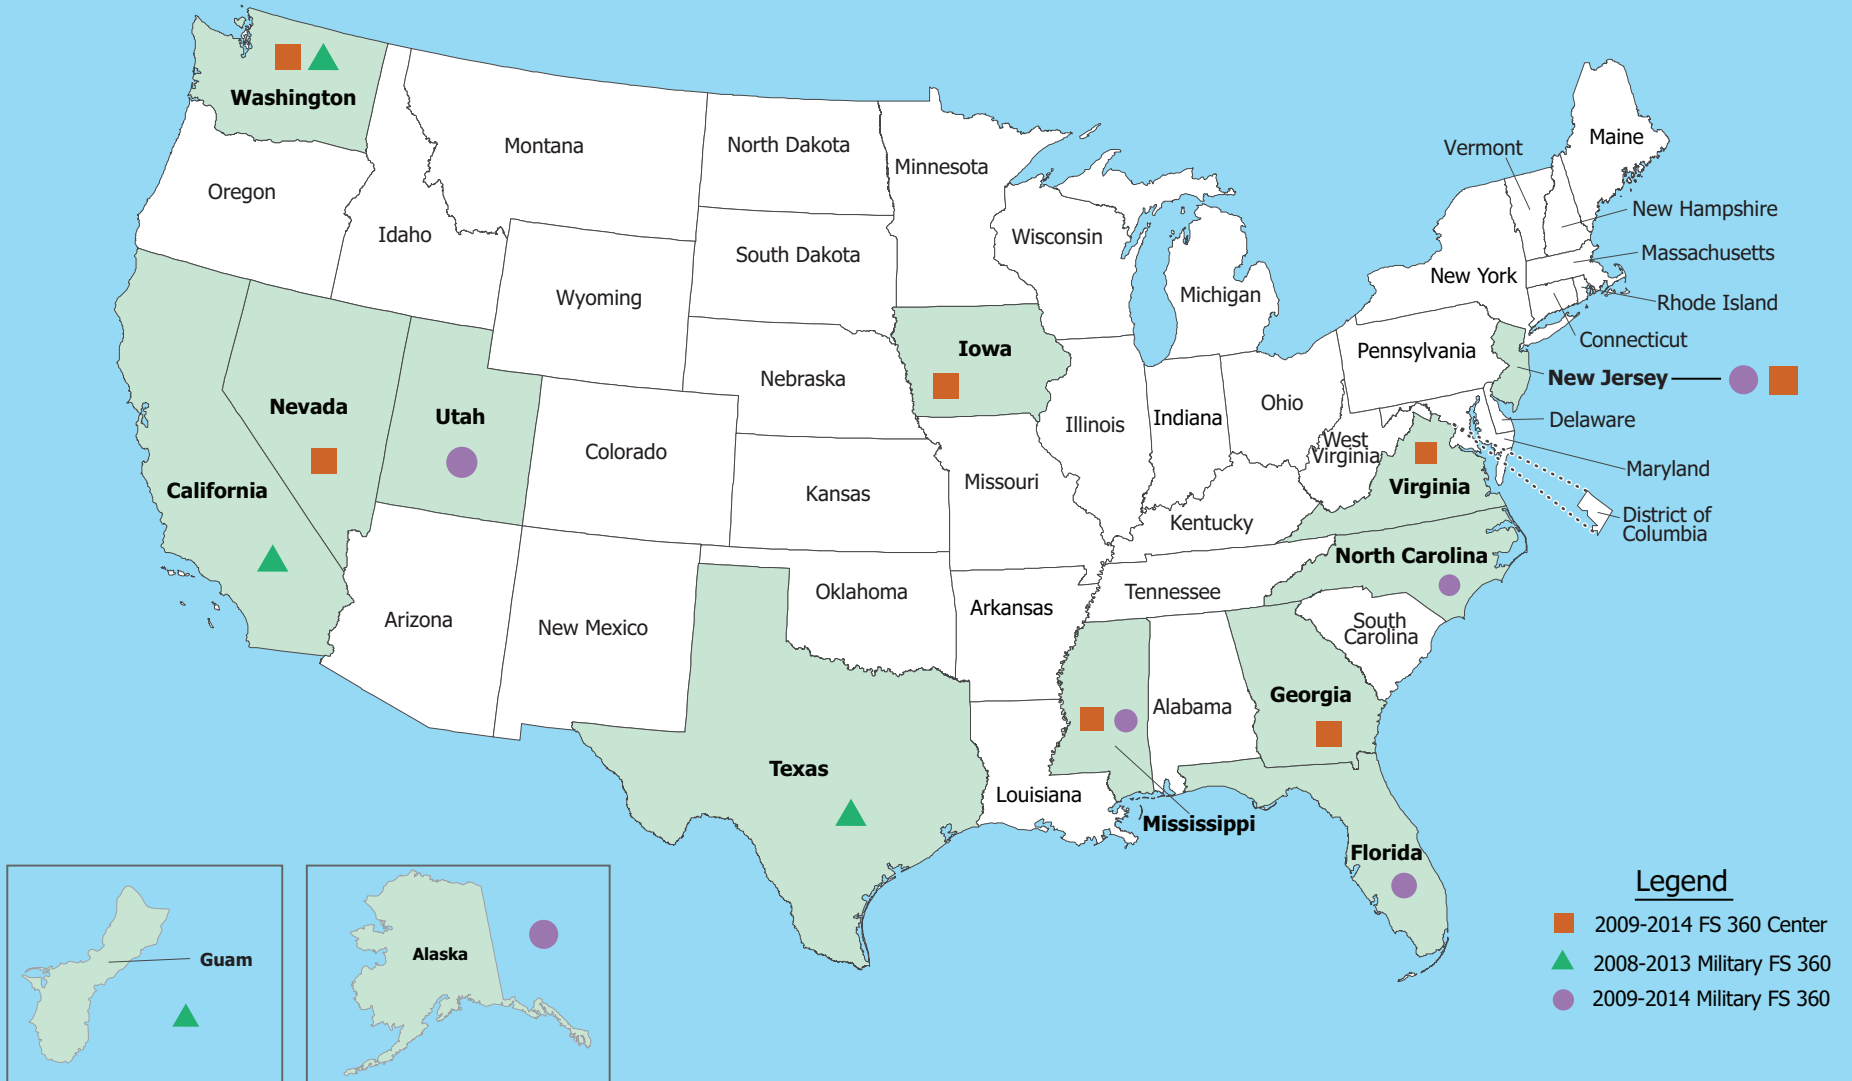 Washington
Montana
North Dakota
Minnesota
Maine
Vermont
Oregon
Idaho
New Hampshire
Wisconsin
South Dakota
Massachusetts
New York
Wyoming
Michigan
Rhode Island
Connecticut
Iowa
Pennsylvania
New Jersey
Nebraska
Nevada
Utah
Ohio
Indiana
Illinois
Delaware
West
Virginia
Colorado
Maryland
California
Kansas
Missouri
Virginia
Kentucky
District of
Columbia
North Carolina
Oklahoma
Tennessee
Arkansas
Arizona
New Mexico
South
Carolina
Georgia
Alabama
Texas
Louisiana
Mississippi
Florida
Guam
Alaska
Legend
2009-2014 FS 360 Center
2008-2013 Military FS 360
2009-2014 Military FS 360